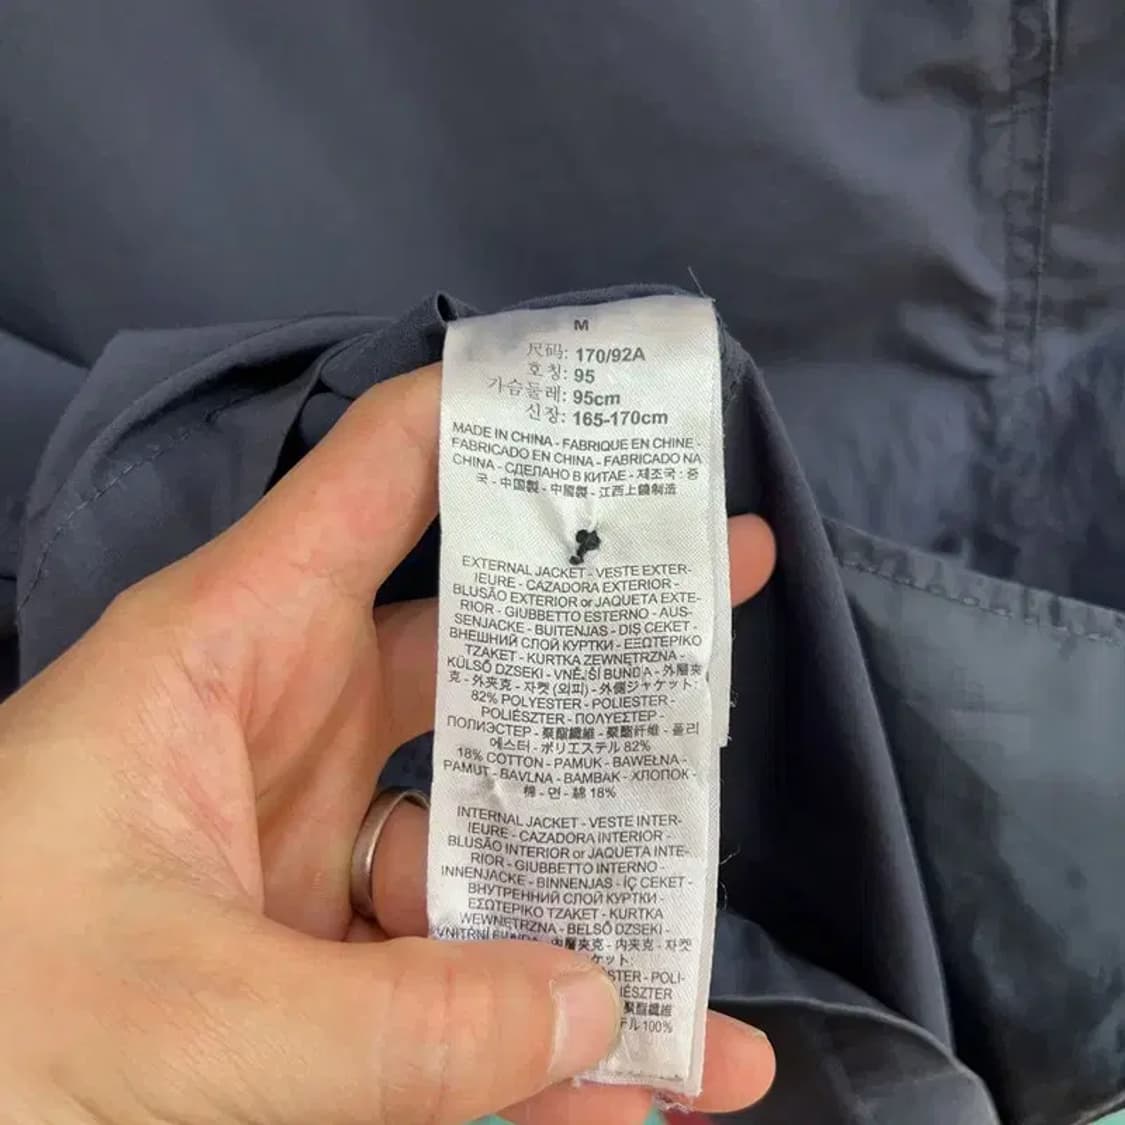 M
尺码: 170/92A
호칭: 95
가슴둘레: 95cm
신장: 165-170cm
MADE IN CHINA - FABRIQUE EN CHINE -
FABRICADO EN CHINA - FABRICADO NA
CHINA - СДЕЛАНО В КИТАЕ - 제조국 : 중
국 - 中国製 - 中國製 - 江西上饒制造
EXTERNAL JACKET - VESTE EXTER-
IEURE - CAZADORA EXTERIOR -
BLUSÃO EXTERIOR or JAQUETA EXTE-
RIOR - GIUBBETTO ESTERNO - AUS-
SENJACKE - BUITENJAS - DIŞ CEKET -
ВНЕШНИЙ СЛОЙ КУРТКИ - ΕΞΩΤΕΡΙΚΟ
TZAKET - KURTKA ZEWNĘTRZNA -
KÜLSŐ DZSEKI - VNĚJŠÍ BUNDA - 外層夾
克 - 外夹克 - 자켓 (외피) - 外側ジャケット:
82% POLYESTER - POLIESTER -
POLIÉSZTER - ΠΟΛΥΕΣΤΕΡ -
ПОЛИЭСТЕР - 聚酯纖維 - 聚酯纤维 - 폴리
에스터 - ポリエステル 82%
18% COTTON - PAMUK - BAWEŁNA -
PAMUT - BAVLNA - ΒΑΜΒΑΚ - ХЛОПОК -
棉 - 면 - 綿 18%
INTERNAL JACKET - VESTE INTER-
IEURE - CAZADORA INTERIOR -
BLUSÃO INTERIOR or JAQUETA INTE-
RIOR - GIUBBETTO INTERNO -
INNENJACKE - BINNENJAS - İÇ CEKET -
ВНУТРЕННИЙ СЛОЙ КУРТКИ -
ΕΣΩΤΕΡΙΚΟ TZAKET - KURTKA
WEWNĘTRZNA - BELSŐ DZSEKI -
VNITŘNÍ BUNDA 内層夾克 - 内夹克 - 자켓
ケット:
STER - POLI-
IÉSZTER
聚酯纖維
テル 100%